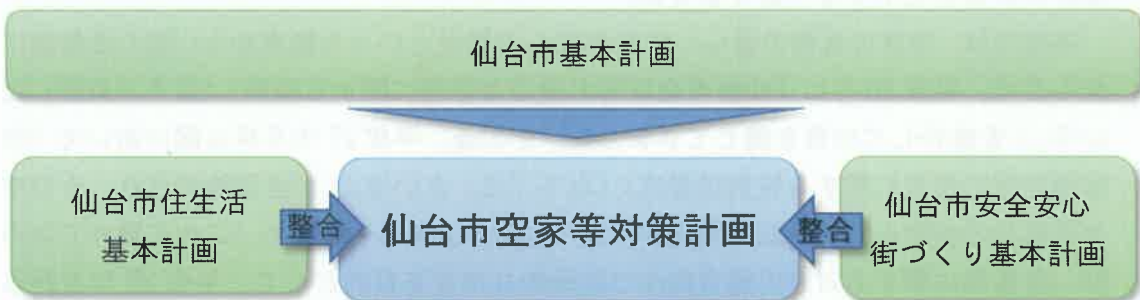 仙台市基本計画
仙台市住生活
基本計画
整合
仙台市空家等対策計画
整合
仙台市安全安心
街づくり基本計画